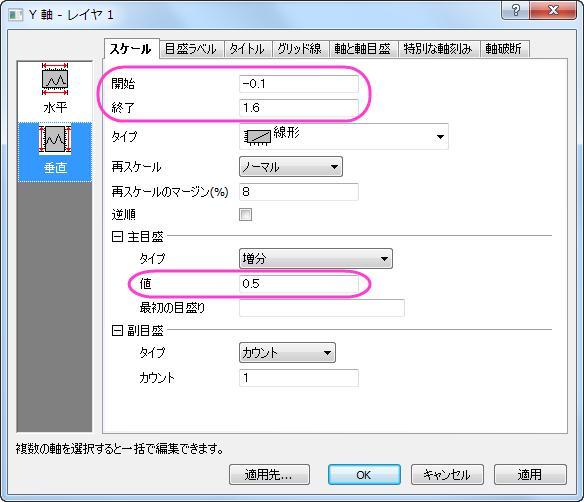 Y 軸 - レイヤ 1
スケール 目盛ラベル タイトル グリッド線 軸と軸目盛 特別な軸刻み 軸破断
水平
垂直
開始 -0.1
終了 1.6
タイプ 線形
再スケール ノーマル
再スケールのマージン(%) 8
逆順
主目盛
タイプ 増分
値 0.5
最初の目盛り
副目盛
タイプ カウント
カウント 1
複数の軸を選択すると一括で編集できます。
適用先... OK キャンセル 適用